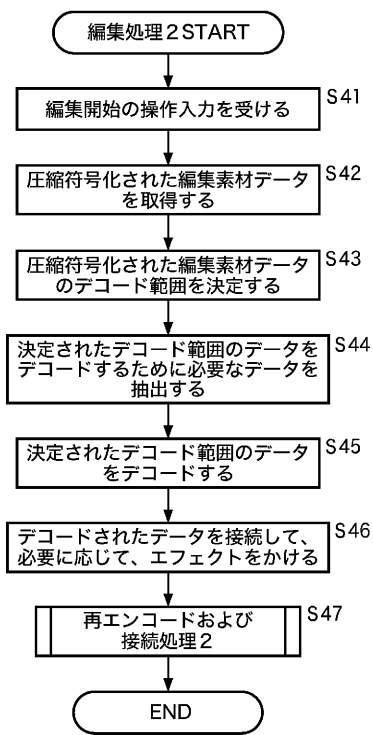 編集処理2START
S41
編集開始の操作入力を受ける
S42
圧縮符号化された編集素材データ
を取得する
S43
圧縮符号化された編集素材データ
のデコード範囲を決定する
S44
決定されたデコード範囲のデータを
デコードするために必要なデータを
抽出する
S45
決定されたデコード範囲のデータ
をデコードする
S46
デコードされたデータを接続して、
必要に応じて、エフェクトをかける
S47
再エンコードおよび
接続処理2
END